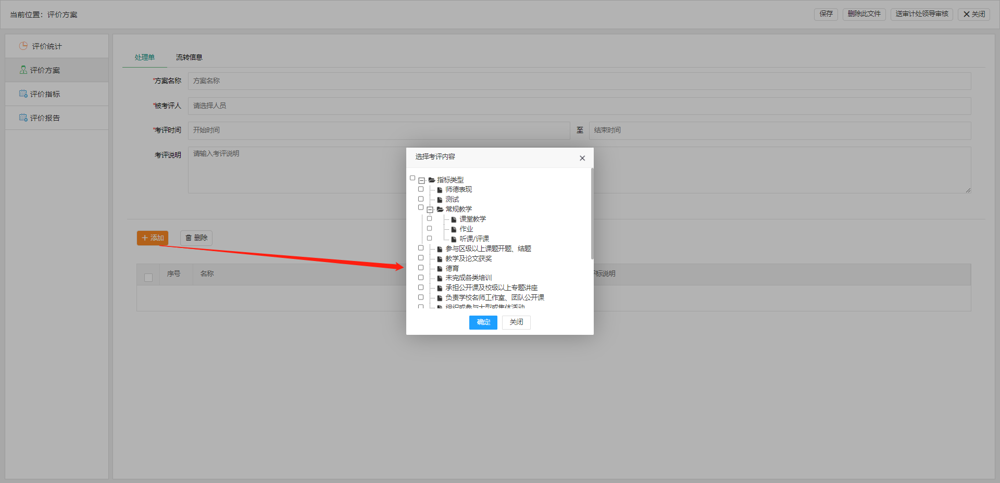 当前位置：评价方案
保存
删除此文件
送审计处领导审核
关闭
评价统计
评价方案
评价指标
评价报告
处理单
流转信息
*方案名称
方案名称
*被考评人
请选择人员
*考评时间
开始时间
至
结束时间
考评说明
请输入考评说明
添加
删除
序号
名称
标说明
选择考评内容
指标类型
师德表现
测试
常规教学
课堂教学
作业
听课/评课
参与区级以上课题开题、结题
教学及论文获奖
德育
未完成各类培训
承担公开课及校级以上专题讲座
负责学校名师工作室、团队公开课
组织或参与大型或集体活动
确定
关闭